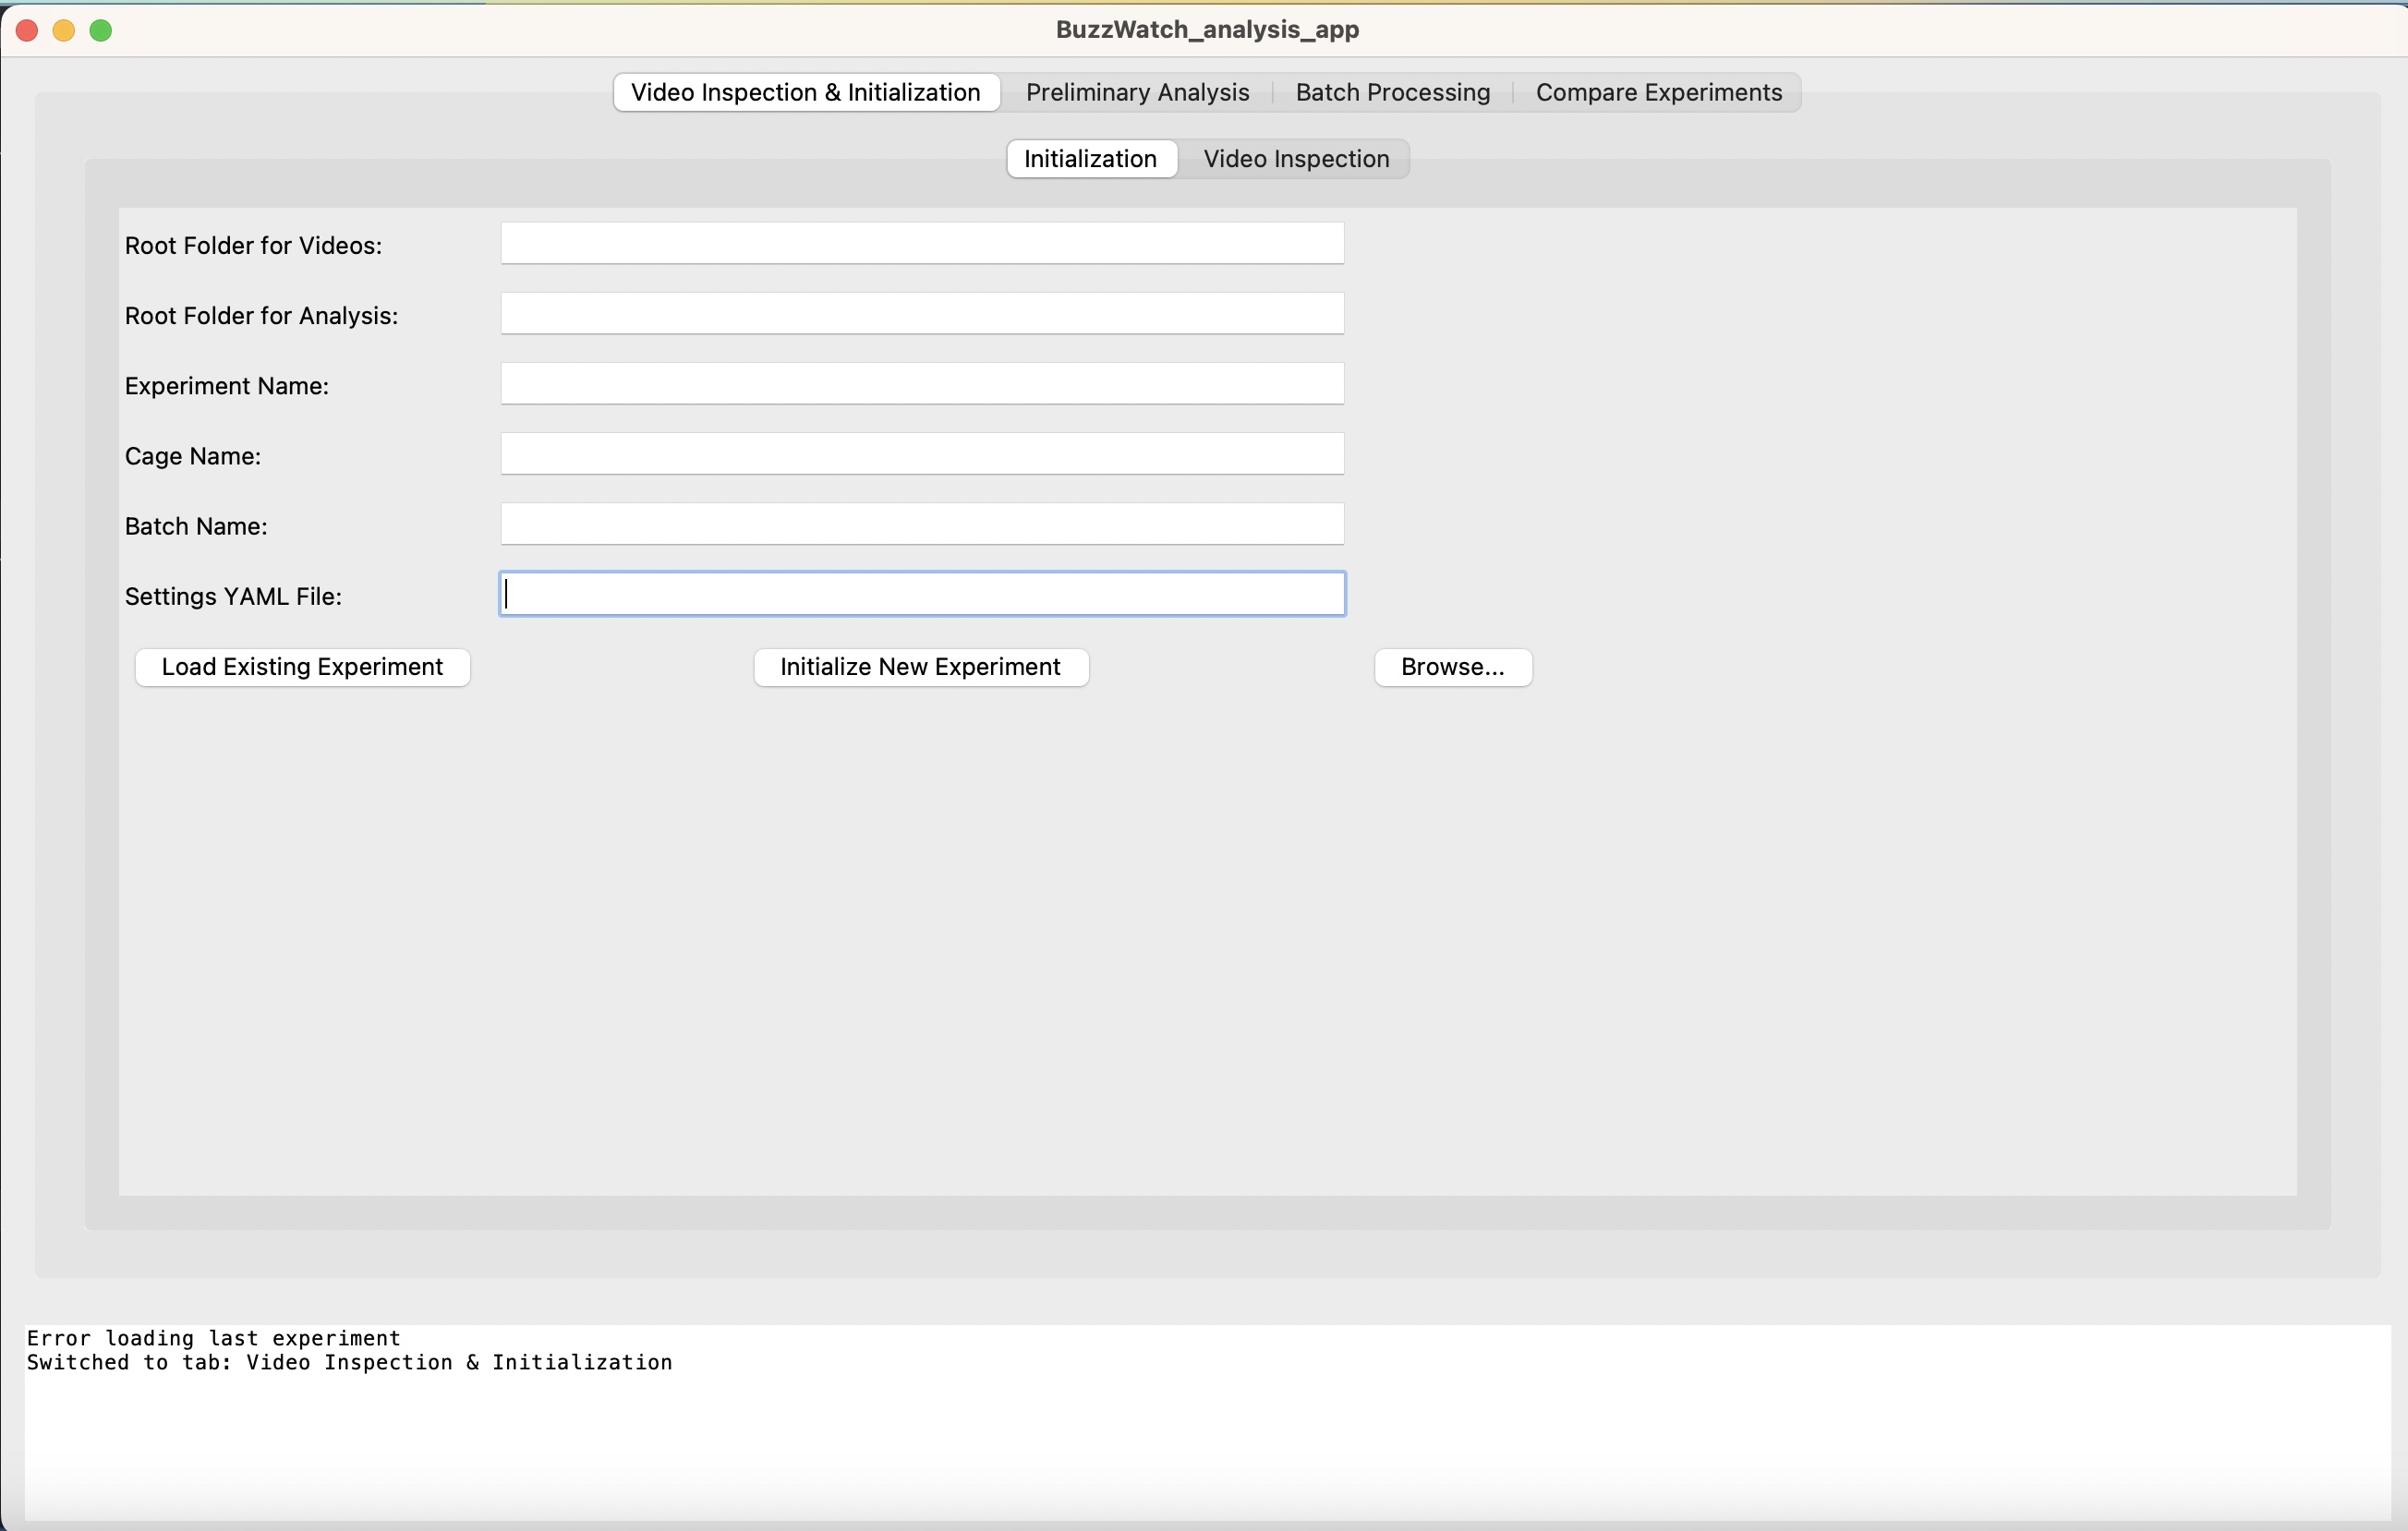 BuzzWatch_analysis_app
Video Inspection & Initialization Preliminary Analysis Batch Processing Compare Experiments
Initialization Video Inspection
Root Folder for Videos:
Root Folder for Analysis:
Experiment Name:
Cage Name:
Batch Name:
Settings YAML File:
Load Existing Experiment Initialize New Experiment Browse...
Error loading last experiment
Switched to tab: Video Inspection & Initialization